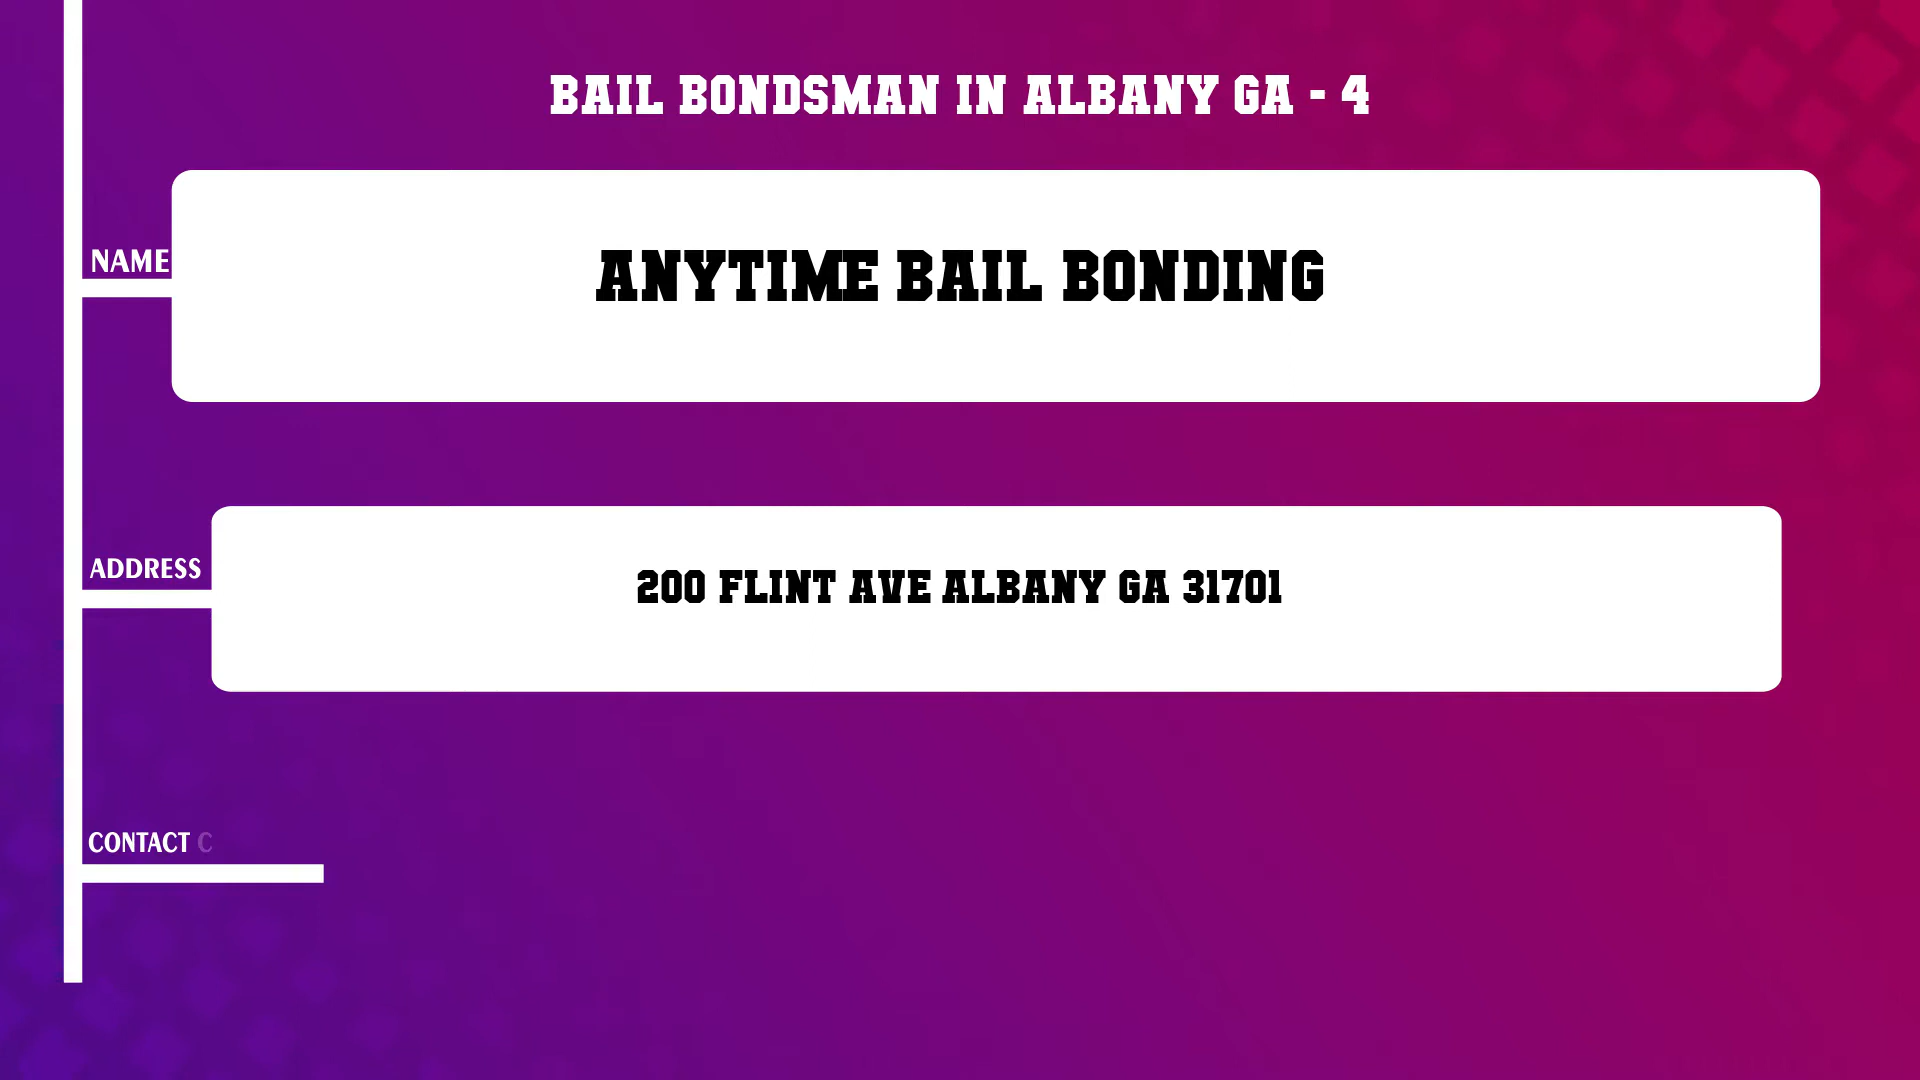 BAIL BONDSMAN IN ALBANY GA - 4
NAME
ANYTIME BAIL BONDING
ADDRESS
200 FLINT AVE ALBANY GA 31701
CONTACT C